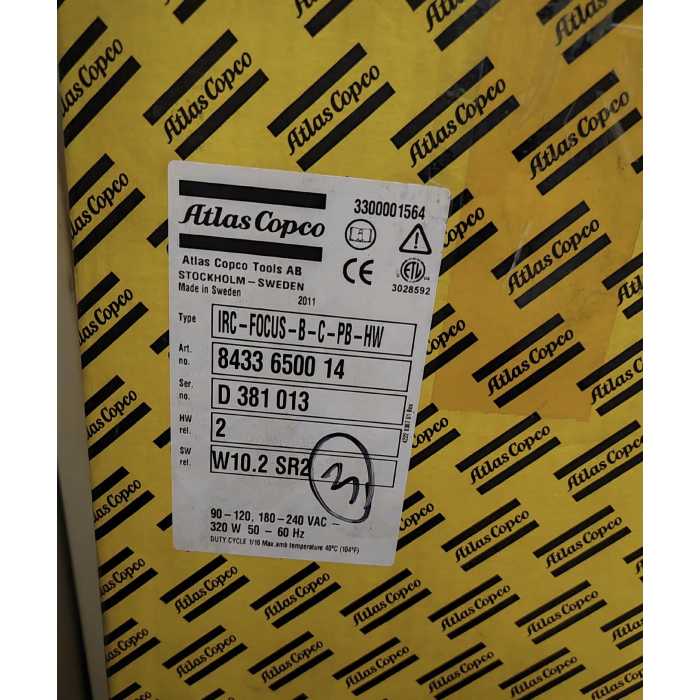 Atlas Copco
3300001564
Atlas Copco Tools AB
STOCKHOLM – SWEDEN
Made in Sweden
2011
CE
ETL
3028592
Type IRC-FOCUS-B-C-PB-HW
Art. no. 8433 6500 14
Ser. no. D 381 013
HW rel. 2
SW rel. W10.2 SR2
90 – 120, 180 – 240 VAC
320 W 50 – 60 Hz
DUTY CYCLE 1/10 Max.amb temperature 40°C (104°F)
Atlas Copco